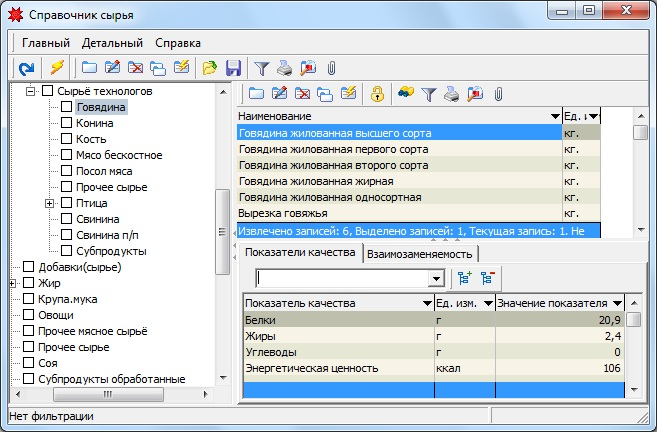 Справочник сырья
Главный Детальный Справка
Сырьё технологов
Говядина
Конина
Кость
Мясо бескостное
Посол мяса
Прочее сырье
Птица
Свинина
Свинина п/п
Субпродукты
Добавки(сырье)
Жир
Крупа.мука
Овощи
Прочее мясное сырьё
Прочее сырье
Соя
Субпродукты обработанные
Наименование Ед.
Говядина жилованная высшего сорта кг.
Говядина жилованная первого сорта кг.
Говядина жилованная второго сорта кг.
Говядина жилованная жирная кг.
Говядина жилованная односортная кг.
Вырезка говяжья кг.
Извлечено записей: 6, Выделено записей: 1, Текущая запись: 1. Не
Показатели качества Взаимозаменяемость
Показатель качества Ед. изм. Значение показателя
Белки г 20,9
Жиры г 2,4
Углеводы г 0
Энергетическая ценность ккал 106
Нет фильтрации